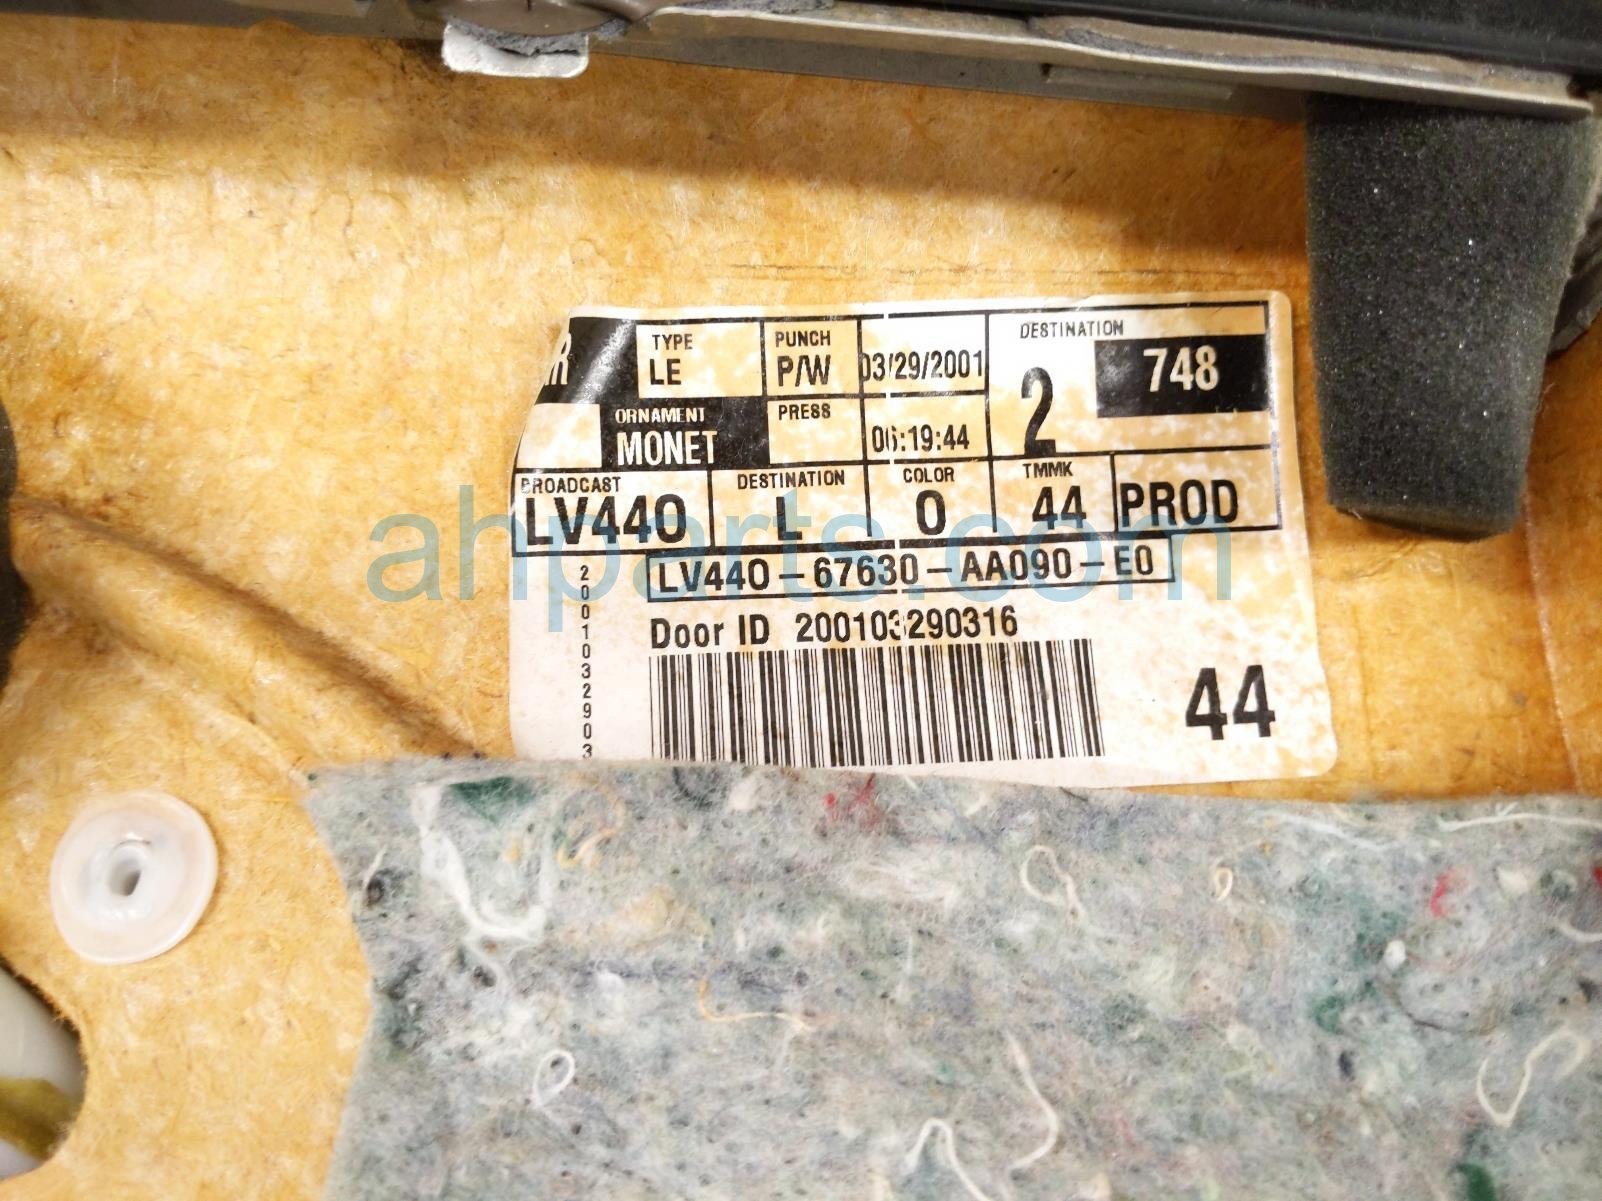 TYPE PUNCH 03/29/2001 DESTINATION
LE P/W 2 748
ORNAMENT PRESS
MONET 06:19:44
BROADCAST DESTINATION COLOR TMMK
LV440 L 0 44 PROD
LV440-67630-AA090-E0
Door ID 200103290316
44
2001032903
ahparts.com